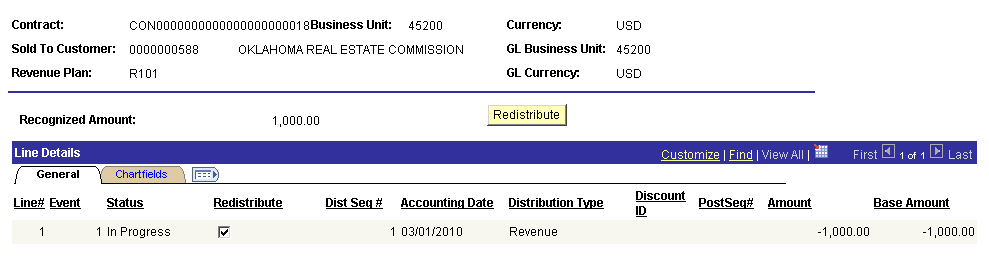 Contract: CON0000000000000000000018 Business Unit: 45200 Currency: USD
Sold To Customer: 0000000588 OKLAHOMA REAL ESTATE COMMISSION GL Business Unit: 45200
Revenue Plan: R101 GL Currency: USD
Recognized Amount: 1,000.00 Redistribute
Line Details Customize | Find | View All | First 1 of 1 Last
General Chartfields
Line# Event Status Redistribute Dist Seq # Accounting Date Distribution Type Discount ID PostSeq# Amount Base Amount
1 1 In Progress 1 03/01/2010 Revenue -1,000.00 -1,000.00